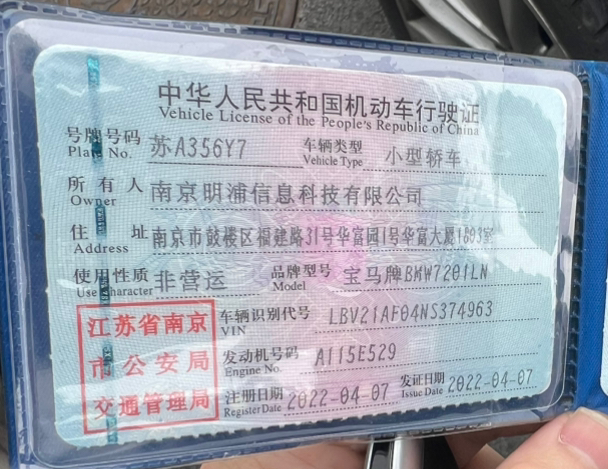 中华人民共和国机动车行驶证
Vehicle License of the People's Republic of China
号牌号码 苏A356Y7 车辆类型 小型轿车
Plate No. Vehicle Type
所有人 南京明浦信息科技有限公司
Owner
住址 南京市鼓楼区福建路31号华富园1号华富大厦1603室
Address
使用性质 非营运 品牌型号 宝马牌BMW7201LN
Use Character Model
江苏省南京
市公安局
交通管理局
车辆识别代号 LBV21AF04NS374963
VIN
发动机号码 A115E529
Engine No.
注册日期 2022-04-07 发证日期 2022-04-07
Register Date Issue Date